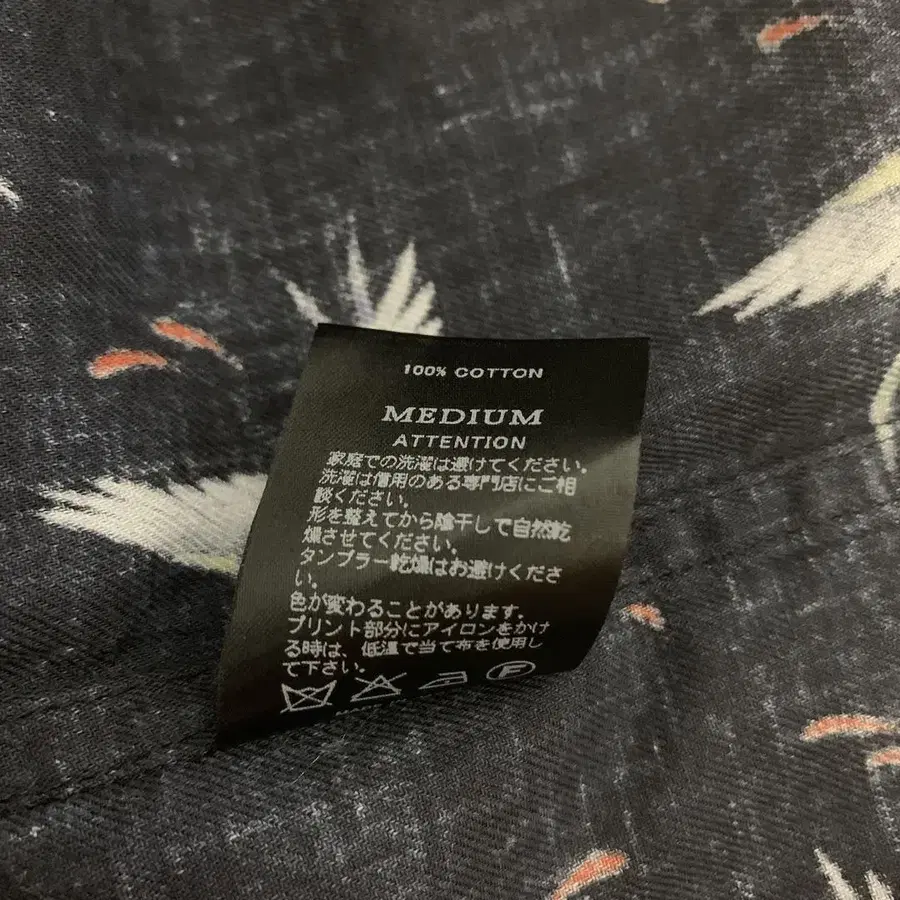 100% COTTON
MEDIUM
ATTENTION
家庭での洗濯は避けてください。
洗濯は信用のある専門店にご相
談ください。
形を整えてから陰干しで自然乾
燥させてください。
タンブラー乾燥はお避けくださ
い。
色が変わることがあります。
プリント部分にアイロンをかけ
る時は、低温で当て布を使用し
て下さい。
F